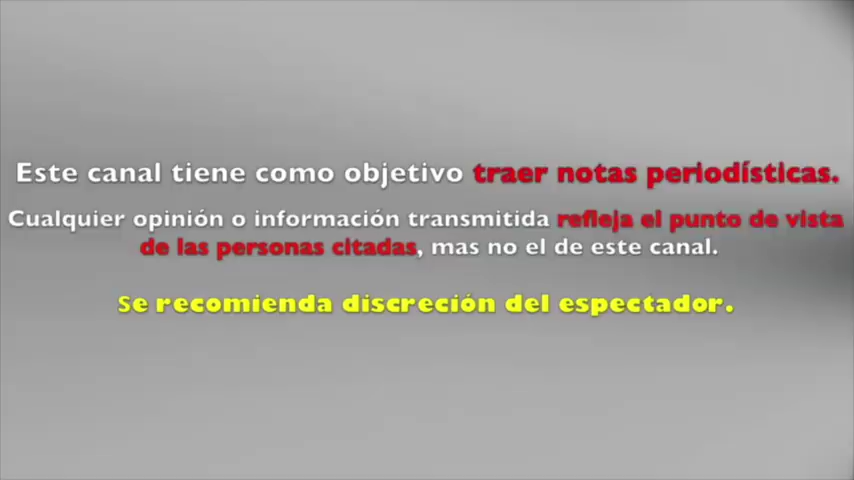 Este canal tiene como objetivo traer notas periodísticas.
Cualquier opinión o información transmitida refleja el punto de vista
de las personas citadas, mas no el de este canal.
Se recomienda discreción del espectador.